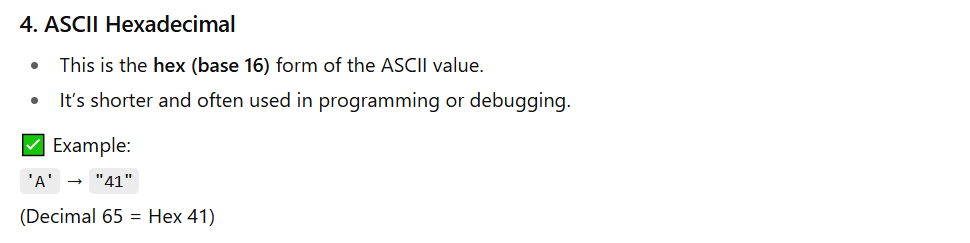 4. ASCII Hexadecimal
• This is the hex (base 16) form of the ASCII value.
• It's shorter and often used in programming or debugging.
✅ Example:
'A' → "41"
(Decimal 65 = Hex 41)